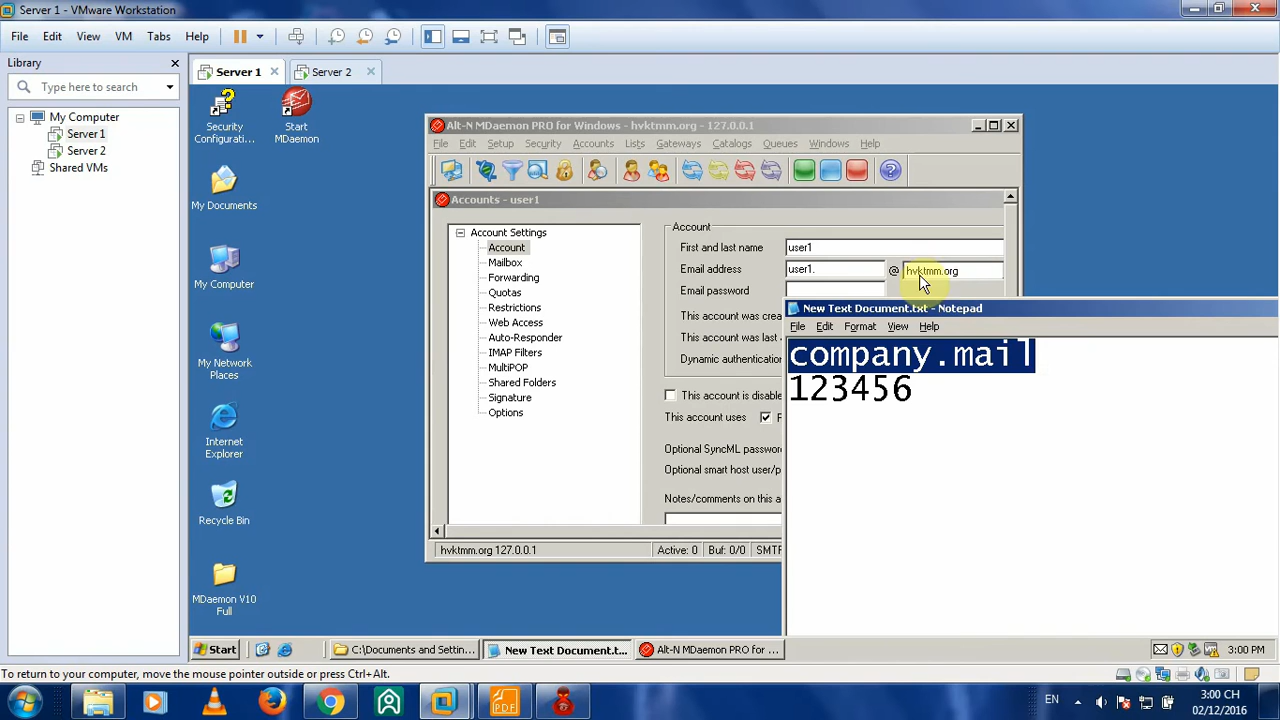 Server 1 - VMware Workstation
File Edit View VM Tabs Help
Library
Type here to search
My Computer
Server 1
Server 2
Shared VMs
Server 1
Server 2
Security
Configurati...
Start
MDaemon
My Documents
My Computer
My Network
Places
Internet
Explorer
Recycle Bin
MDaemon V10
Full
Alt-N MDaemon PRO for Windows - hvktmm.org - 127.0.0.1
File Edit Setup Security Accounts Lists Gateways Catalogs Queues Windows Help
Accounts - user1
Account Settings
Account
Mailbox
Forwarding
Quotas
Restrictions
Web Access
Auto-Responder
IMAP Filters
MultiPOP
Shared Folders
Signature
Options
Account
First and last name user1
Email address user1. @ hvktmm.org
Email password
This account was crea
This account was last
Dynamic authentication
This account is disable
This account uses
Optional SyncML password
Optional smart host user/p
Notes/comments on this a
hvktmm.org 127.0.0.1 Active: 0 Buf: 0/0 SMTP
New Text Document.txt - Notepad
File Edit Format View Help
company.mail
123456
Start C:\Documents and Settin... New Text Document.t... Alt-N MDaemon PRO for ... 3:00 PM
To return to your computer, move the mouse pointer outside or press Ctrl+Alt.
EN 3:00 CH
02/12/2016